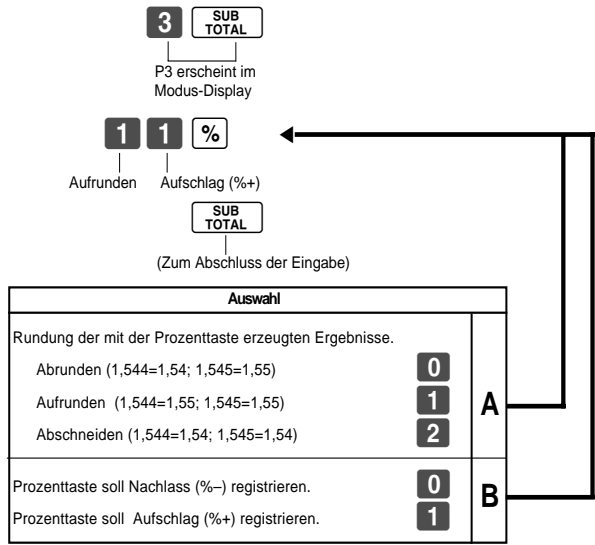 3 SUB TOTAL
P3 erscheint im
Modus-Display
1 1 %
Aufrunden Aufschlag (%+)
SUB TOTAL
(Zum Abschluss der Eingabe)
Auswahl
Rundung der mit der Prozenttaste erzeugten Ergebnisse.
Abrunden (1,544=1,54; 1,545=1,55) 0
Aufrunden (1,544=1,55; 1,545=1,55) 1
Abschneiden (1,544=1,54; 1,545=1,54) 2
A
Prozenttaste soll Nachlass (%–) registrieren. 0
Prozenttaste soll Aufschlag (%+) registrieren. 1
B